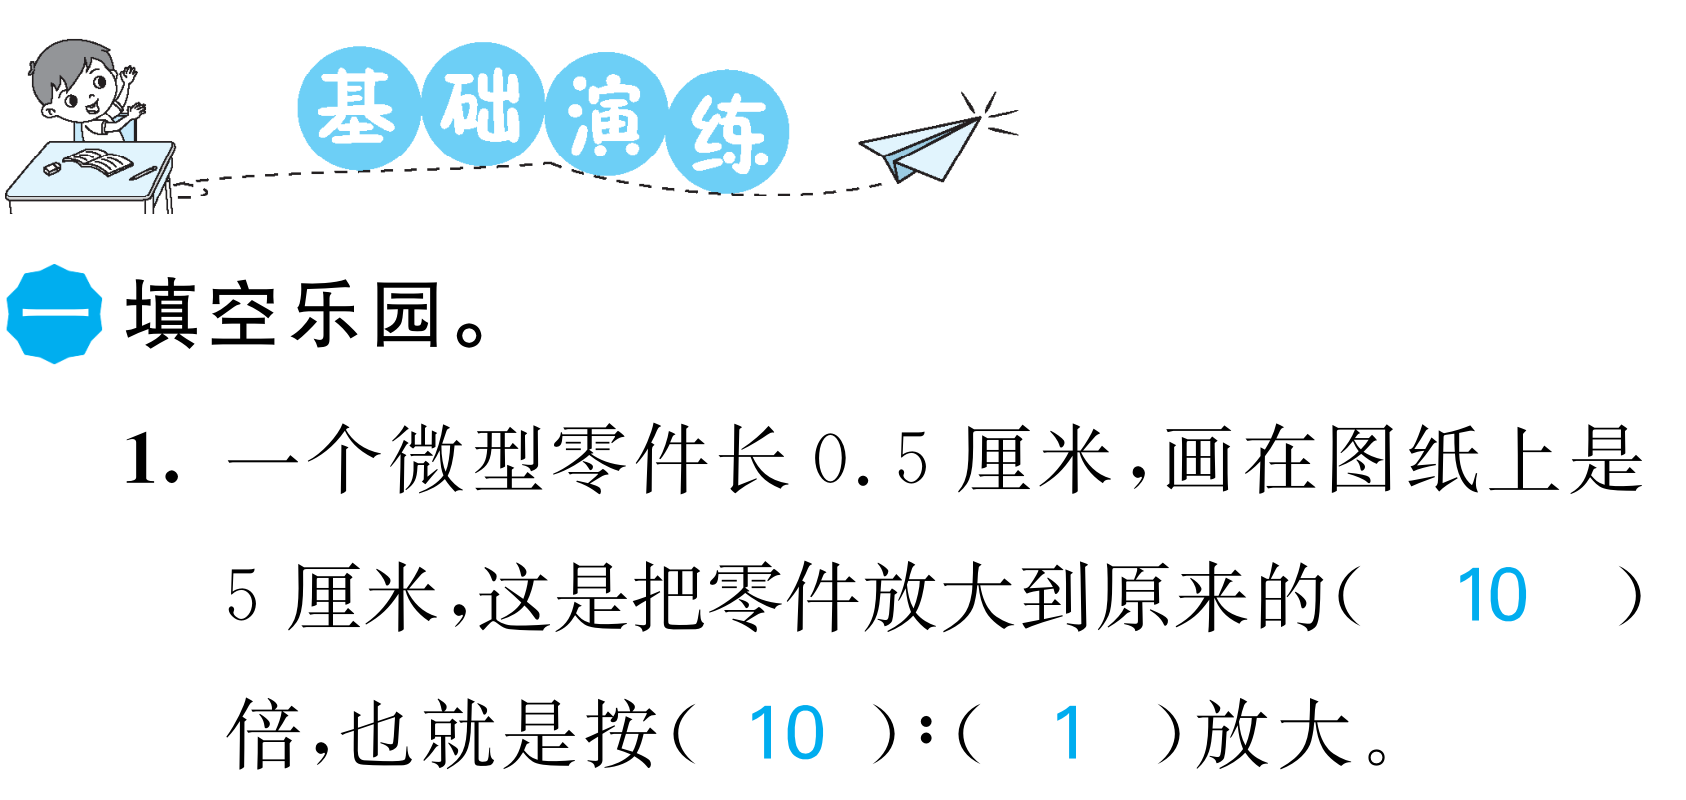 基础演练
一 填空乐园。
1. 一个微型零件长 0.5 厘米,画在图纸上是
5 厘米,这是把零件放大到原来的( 10 )
倍,也就是按( 10 ):( 1 )放大。